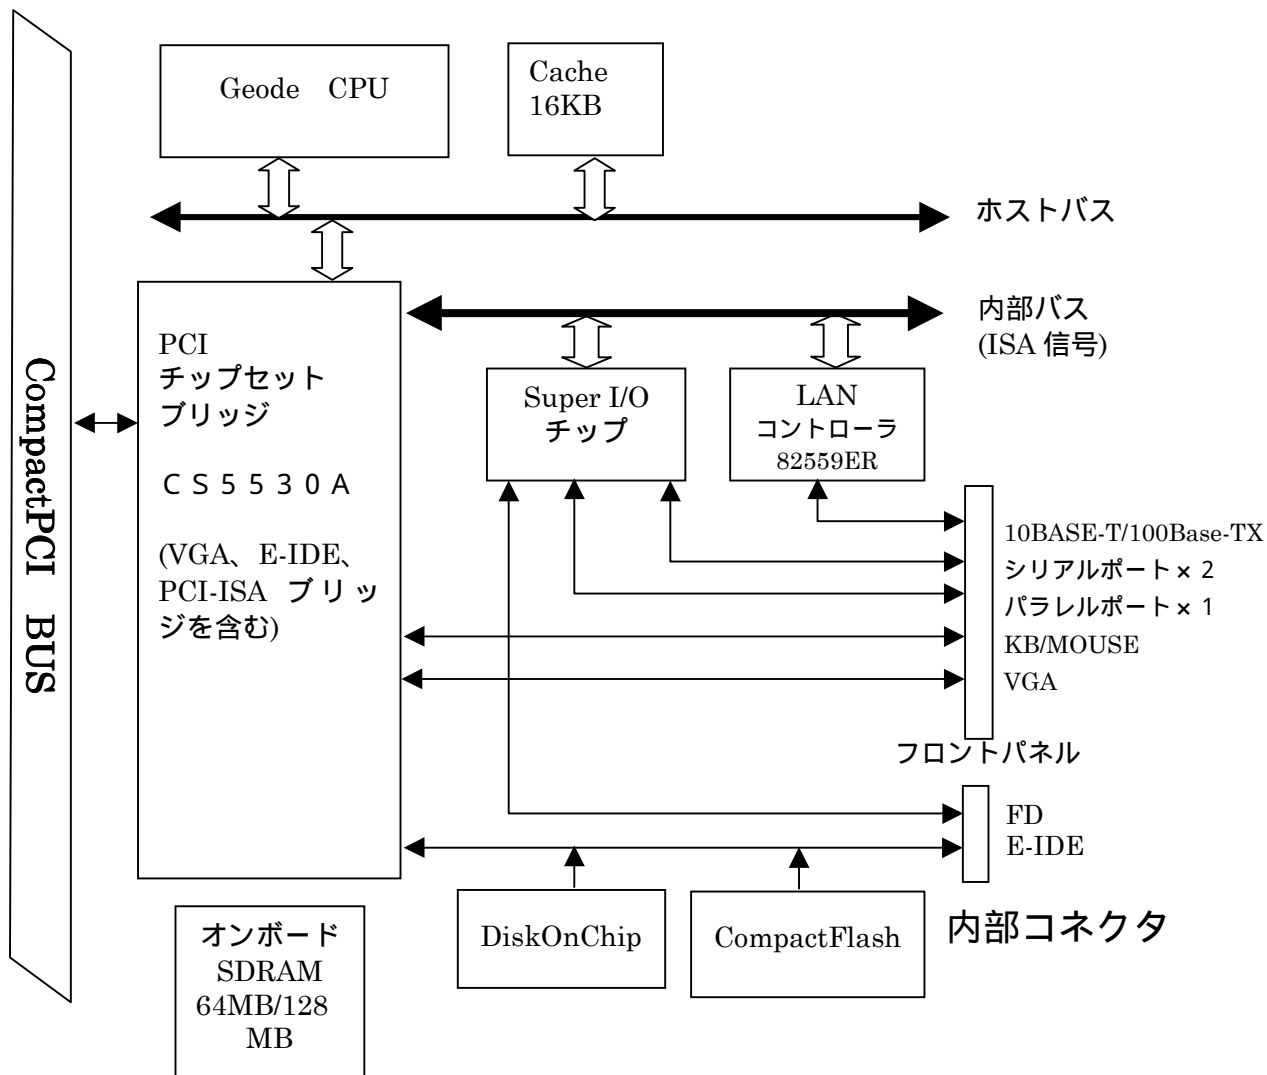 CompactPCI BUS
Geode CPU
Cache
16KB
ホストバス
内部バス
(ISA 信号)
PCI
チップセット
ブリッジ
ＣＳ５５３０Ａ
(VGA、E-IDE、
PCI-ISA ブリッ
ジを含む)
Super I/O
チップ
LAN
コントローラ
82559ER
10BASE-T/100Base-TX
シリアルポート×２
パラレルポート×１
KB/MOUSE
VGA
フロントパネル
FD
E-IDE
DiskOnChip
CompactFlash
内部コネクタ
オンボード
SDRAM
64MB/128
MB